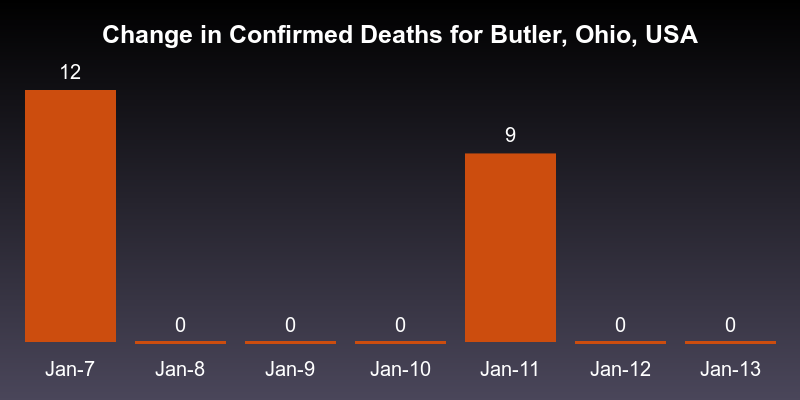 Change in Confirmed Deaths for Butler, Ohio, USA
12
9
0 0 0 0 0
Jan-7 Jan-8 Jan-9 Jan-10 Jan-11 Jan-12 Jan-13